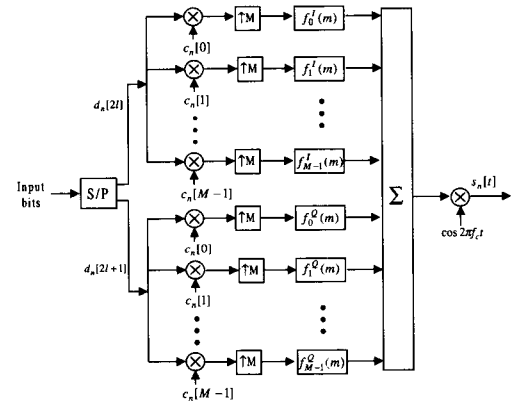 ↑M
f_0^I(m)
c_n[0]
↑M
f_1^I(m)
c_n[1]
d_n[2l]
↑M
f_{M-1}^I(m)
c_n[M-1]
Input
bits
S/P
Σ
s_n[t]
cos 2πf_c t
↑M
f_0^Q(m)
c_n[0]
d_n[2l+1]
↑M
f_1^Q(m)
c_n[1]
↑M
f_{M-1}^Q(m)
c_n[M-1]